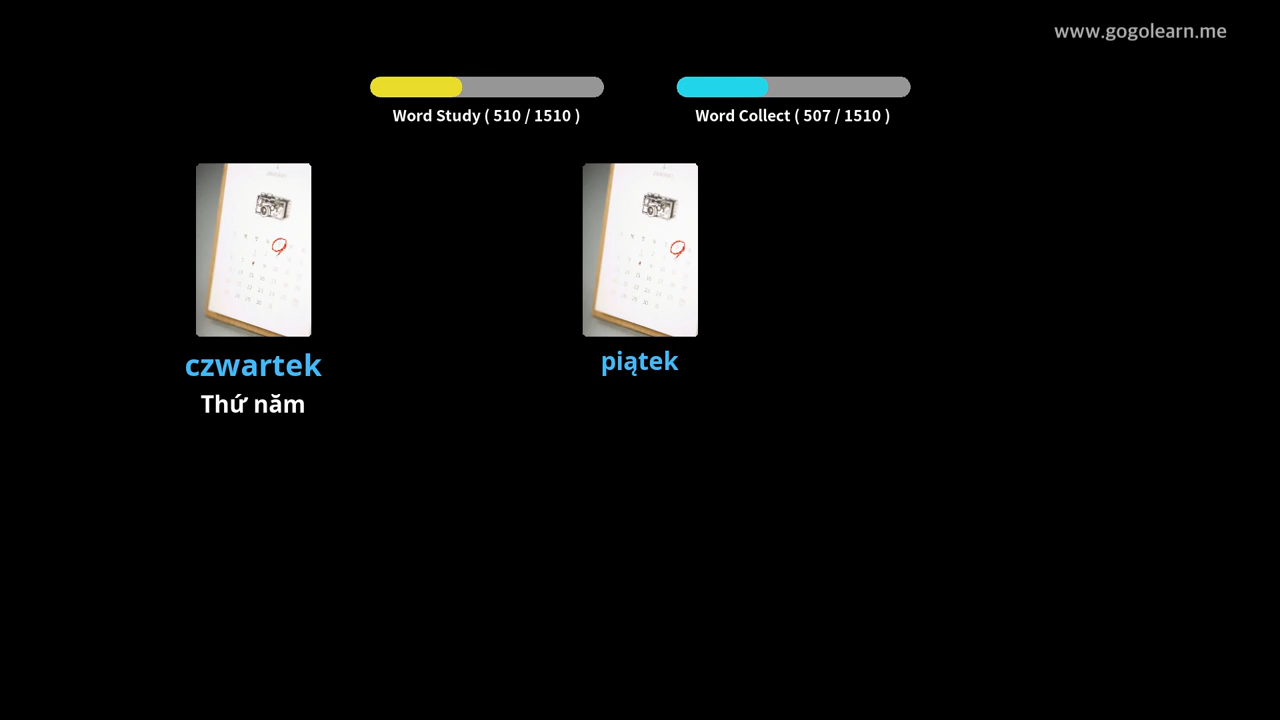 www.gogolearn.me
Word Study ( 510 / 1510 )
Word Collect ( 507 / 1510 )
czwartek
piątek
Thứ năm